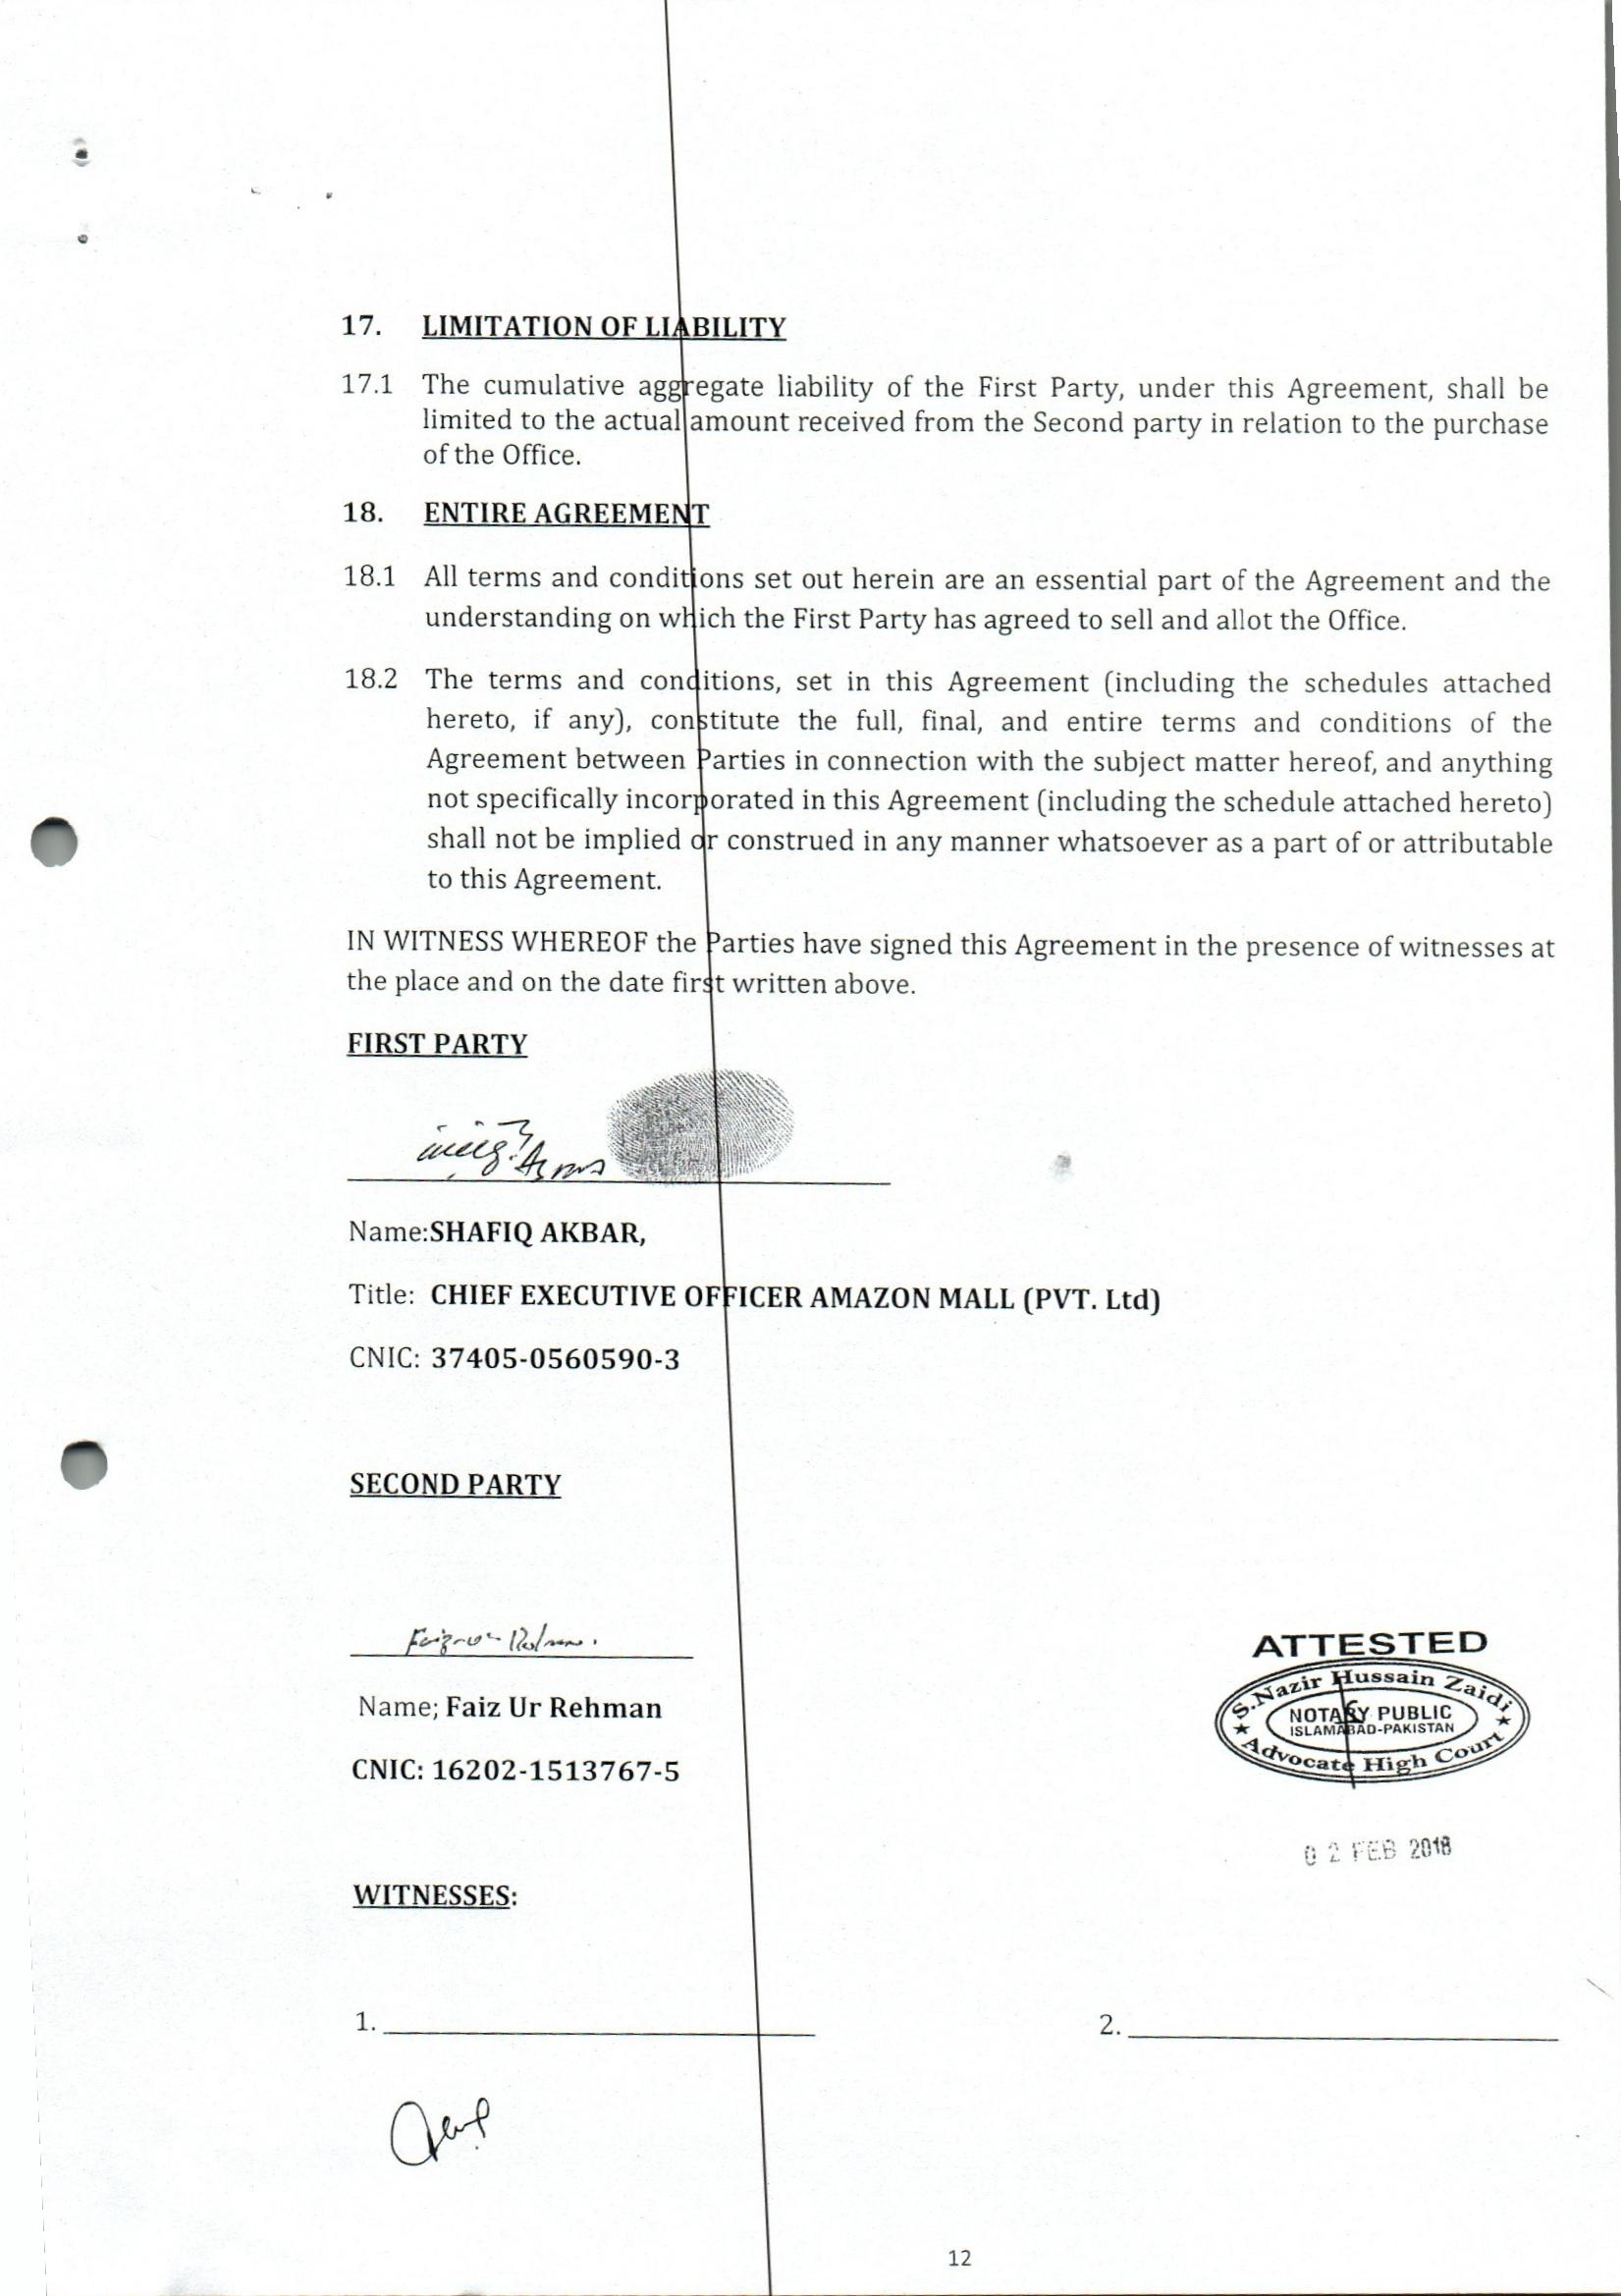 17. LIMITATION OF LIABILITY
17.1 The cumulative aggregate liability of the First Party, under this Agreement, shall be
limited to the actual amount received from the Second party in relation to the purchase
of the Office.
18. ENTIRE AGREEMENT
18.1 All terms and conditions set out herein are an essential part of the Agreement and the
understanding on which the First Party has agreed to sell and allot the Office.
18.2 The terms and conditions, set in this Agreement (including the schedules attached
hereto, if any), constitute the full, final, and entire terms and conditions of the
Agreement between Parties in connection with the subject matter hereof, and anything
not specifically incorporated in this Agreement (including the schedule attached hereto)
shall not be implied or construed in any manner whatsoever as a part of or attributable
to this Agreement.
IN WITNESS WHEREOF the Parties have signed this Agreement in the presence of witnesses at
the place and on the date first written above.
FIRST PARTY
Name:SHAFIQ AKBAR,
Title: CHIEF EXECUTIVE OFFICER AMAZON MALL (PVT. Ltd)
CNIC: 37405-0560590-3
SECOND PARTY
Faiz-ur-Rehman.
Name; Faiz Ur Rehman
CNIC: 16202-1513767-5
ATTESTED
S.Nazir Hussain Zaidi
NOTARY PUBLIC
ISLAMABAD-PAKISTAN
Advocate High Court
02 FEB 2018
WITNESSES:
1.
2.
12